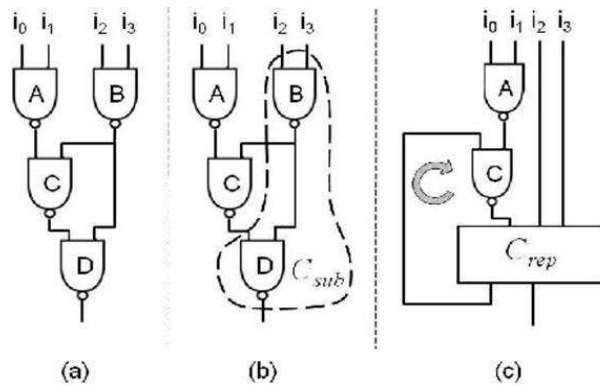 i0 i1 i2 i3 i0 i1 i2 i3 i0 i1 i2 i3
A B A B A
C C C
D D Csub Crep
(a) (b) (c)